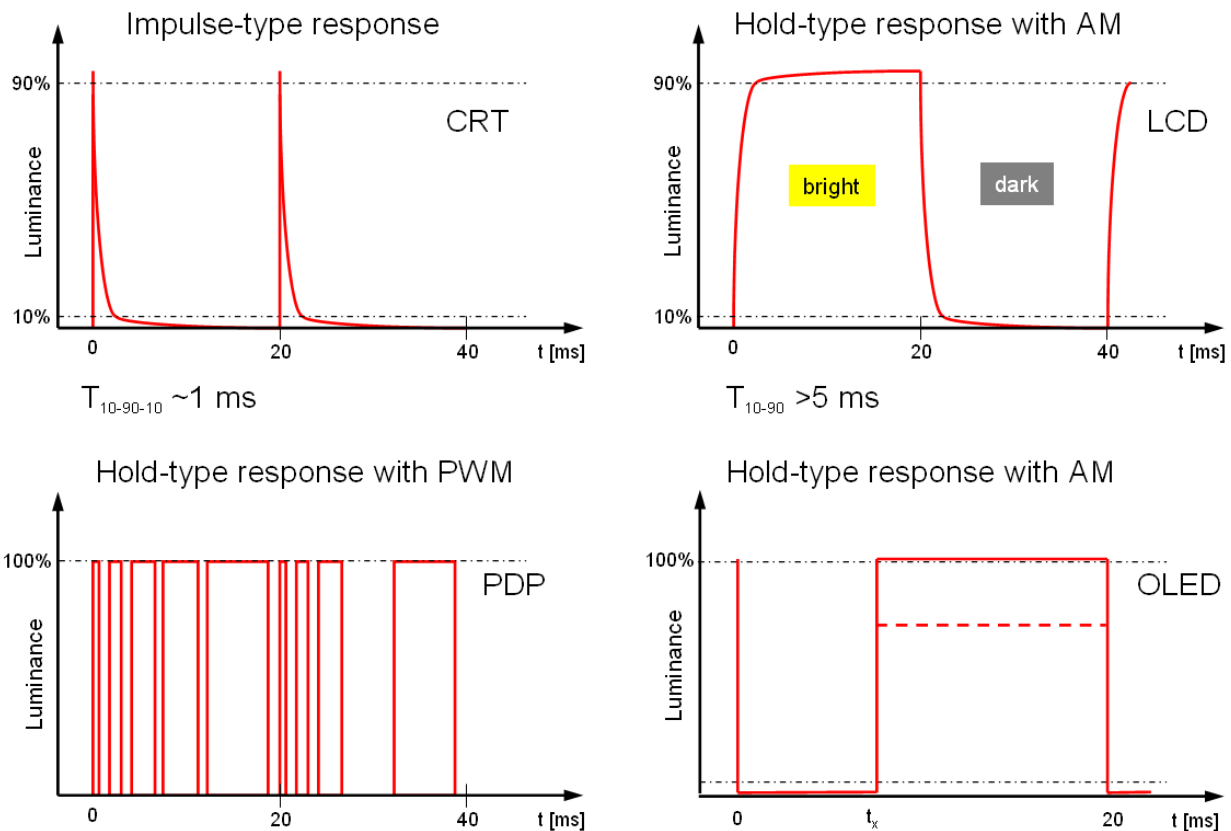 Impulse-type response
90%
CRT
Luminance
10%
0
20
40
t [ms]
T10-90-10 ~1 ms
Hold-type response with AM
90%
LCD
bright
dark
Luminance
10%
0
20
40
t [ms]
T10-90 >5 ms
Hold-type response with PWM
100%
PDP
Luminance
0
20
40
t [ms]
Hold-type response with AM
100%
OLED
Luminance
0
tx
20
t [ms]